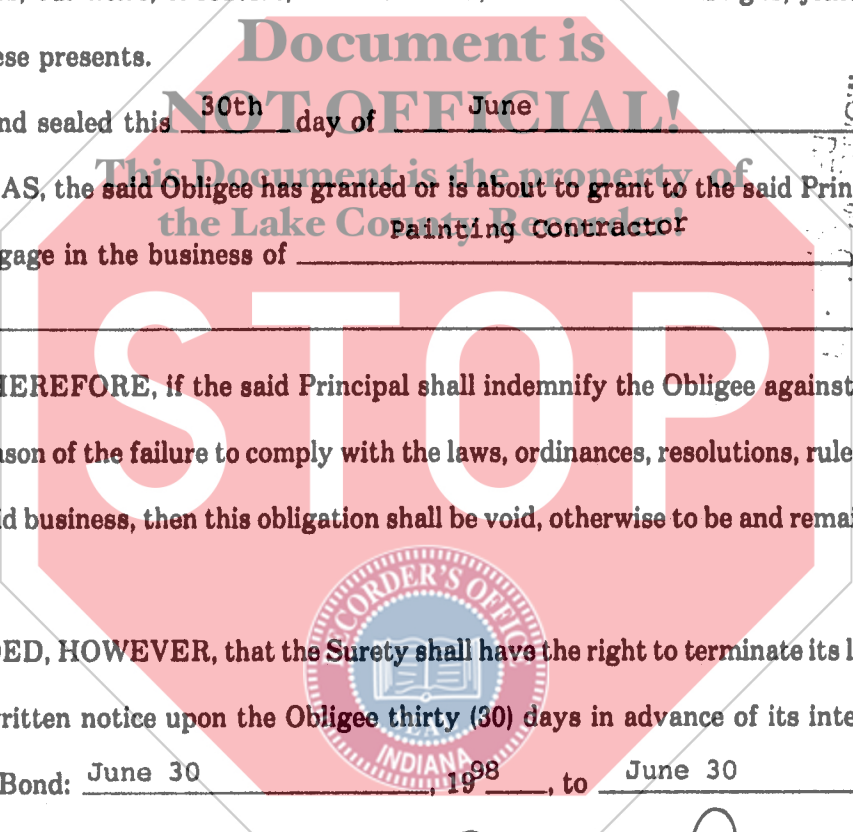 Document is
ese presents.
NOT OFFICIAL!
nd sealed this 30th day of June
This Document is the property of
AS, the said Obligee has granted or is about to grant to the said Prin
the Lake County Recorder!
gage in the business of Painting Contractor
STOP
HEREFORE, if the said Principal shall indemnify the Obligee against
ason of the failure to comply with the laws, ordinances, resolutions, rule
d business, then this obligation shall be void, otherwise to be and remai
RECORDER'S OFFIC
ED, HOWEVER, that the Surety shall have the right to terminate its l
ritten notice upon the Obligee thirty (30) days in advance of its inte
INDIANA
Bond: June 30, 1998, to June 30